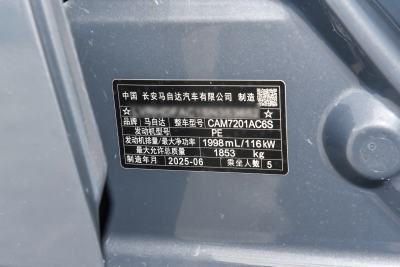 中国 长安马自达汽车有限公司 制造
品牌 马自达 整车型号 CAM7201AC6S
发动机型号 PE
发动机排量/最大净功率 1998mL/116kW
最大允许总质量 1853 kg
制造年月 2025-06 乘坐人数 5